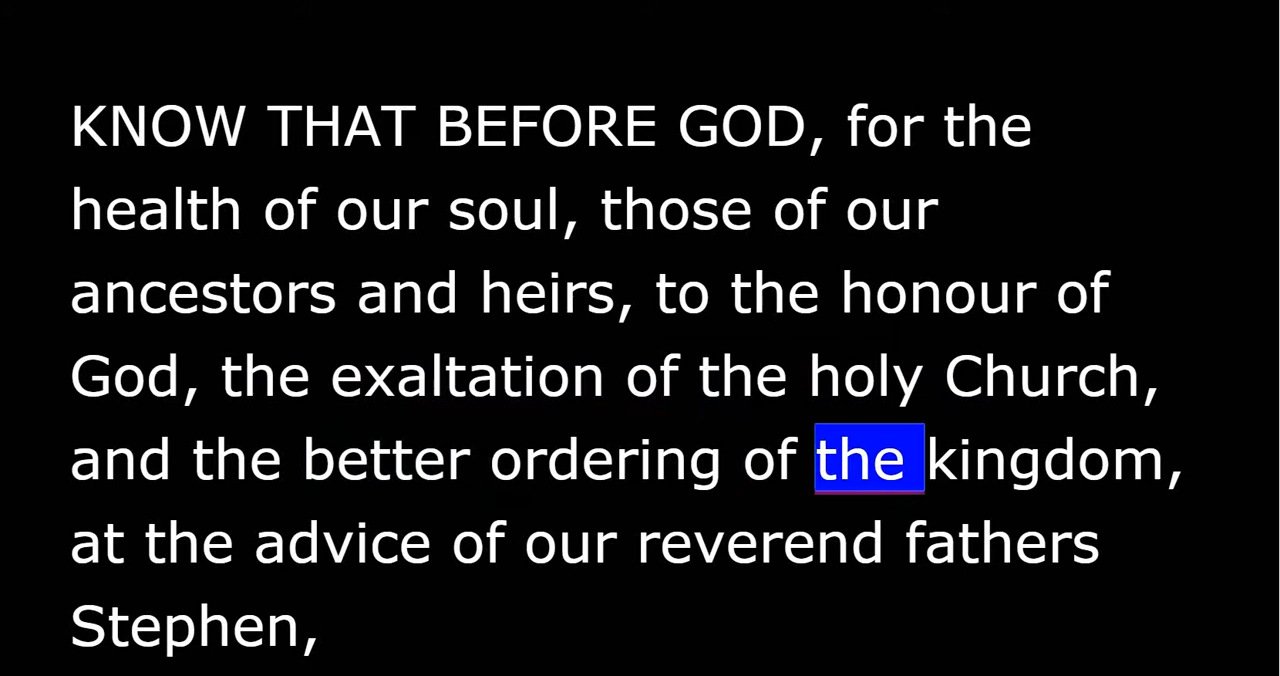 KNOW THAT BEFORE GOD, for the
health of our soul, those of our
ancestors and heirs, to the honour of
God, the exaltation of the holy Church,
and the better ordering of the kingdom,
at the advice of our reverend fathers
Stephen,